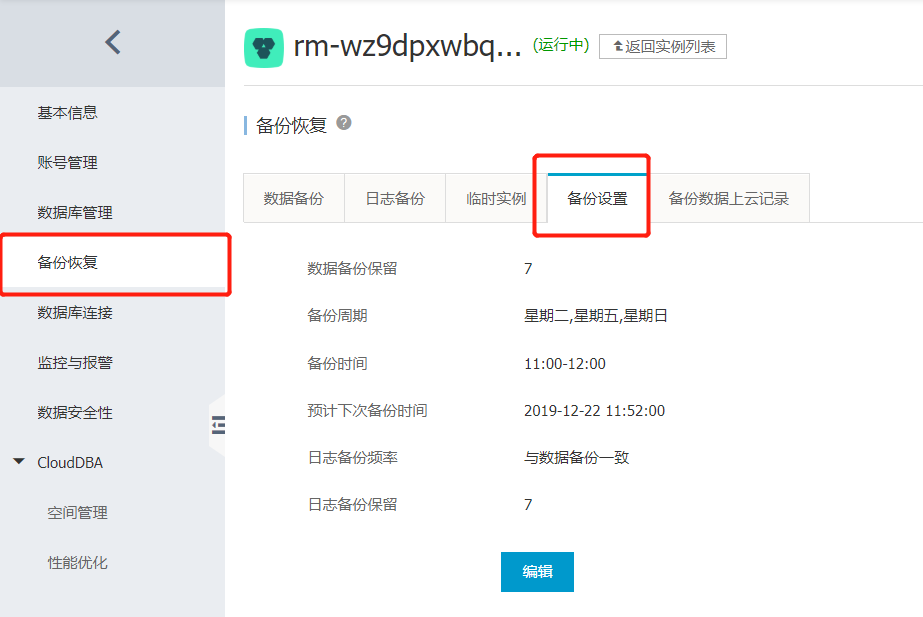 rm-wz9dpxwbq... (运行中) 返回实例列表
基本信息
账号管理
数据库管理
备份恢复
数据库连接
监控与报警
数据安全性
CloudDBA
空间管理
性能优化
备份恢复 ?
数据备份 日志备份 临时实例 备份设置 备份数据上云记录
数据备份保留 7
备份周期 星期二,星期五,星期日
备份时间 11:00-12:00
预计下次备份时间 2019-12-22 11:52:00
日志备份频率 与数据备份一致
日志备份保留 7
编辑